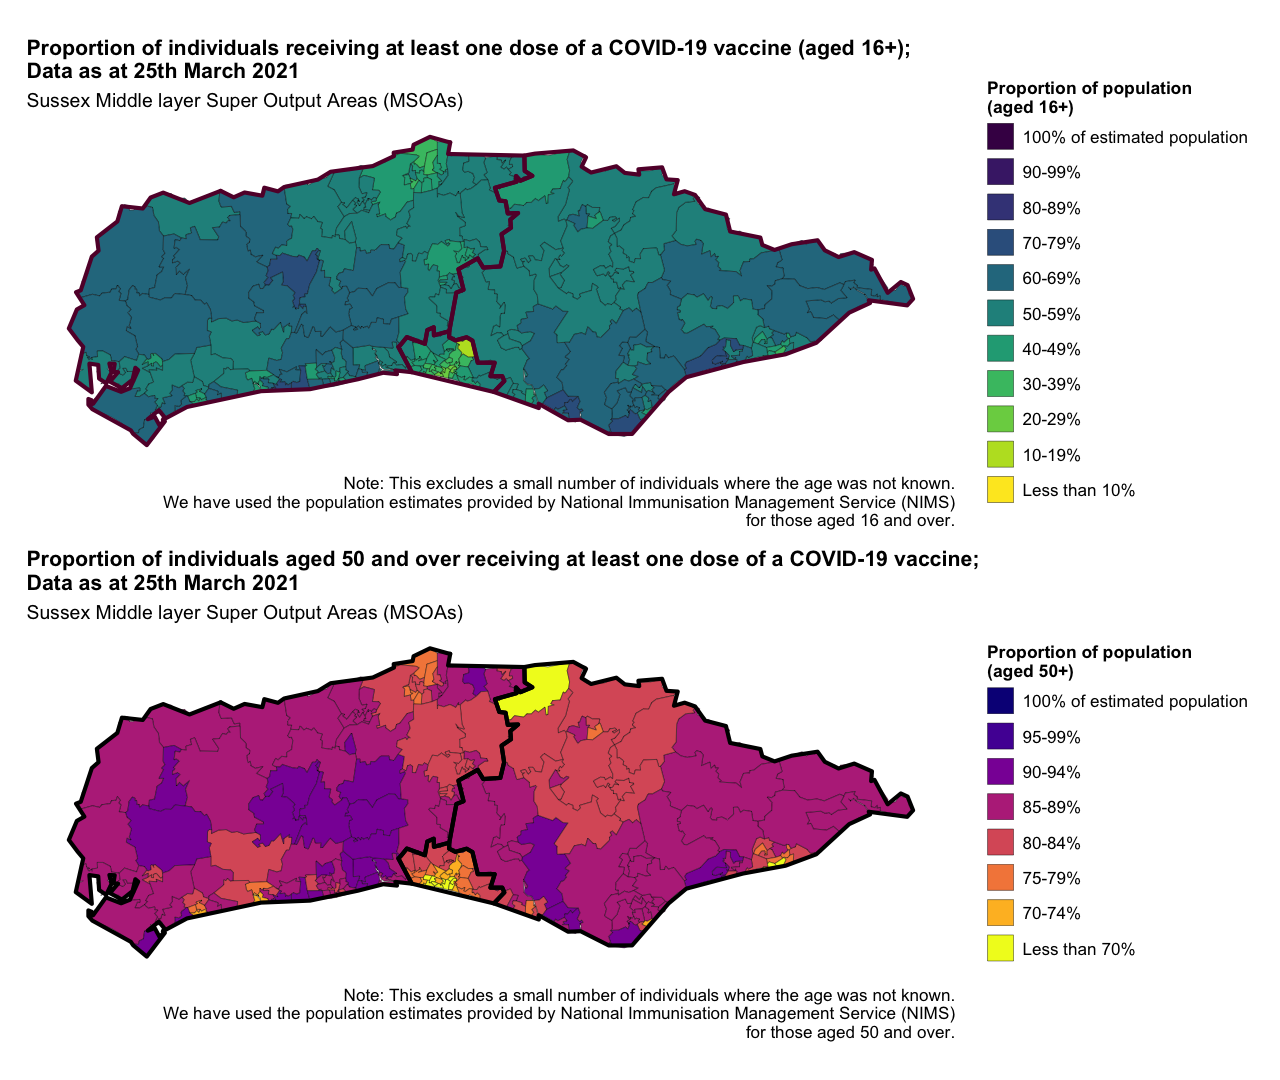 Proportion of individuals receiving at least one dose of a COVID-19 vaccine (aged 16+);
Data as at 25th March 2021
Sussex Middle layer Super Output Areas (MSOAs)
Proportion of population
(aged 16+)
100% of estimated population
90-99%
80-89%
70-79%
60-69%
50-59%
40-49%
30-39%
20-29%
10-19%
Less than 10%
Note: This excludes a small number of individuals where the age was not known.
We have used the population estimates provided by National Immunisation Management Service (NIMS)
for those aged 16 and over.
Proportion of individuals aged 50 and over receiving at least one dose of a COVID-19 vaccine;
Data as at 25th March 2021
Sussex Middle layer Super Output Areas (MSOAs)
Proportion of population
(aged 50+)
100% of estimated population
95-99%
90-94%
85-89%
80-84%
75-79%
70-74%
Less than 70%
Note: This excludes a small number of individuals where the age was not known.
We have used the population estimates provided by National Immunisation Management Service (NIMS)
for those aged 50 and over.